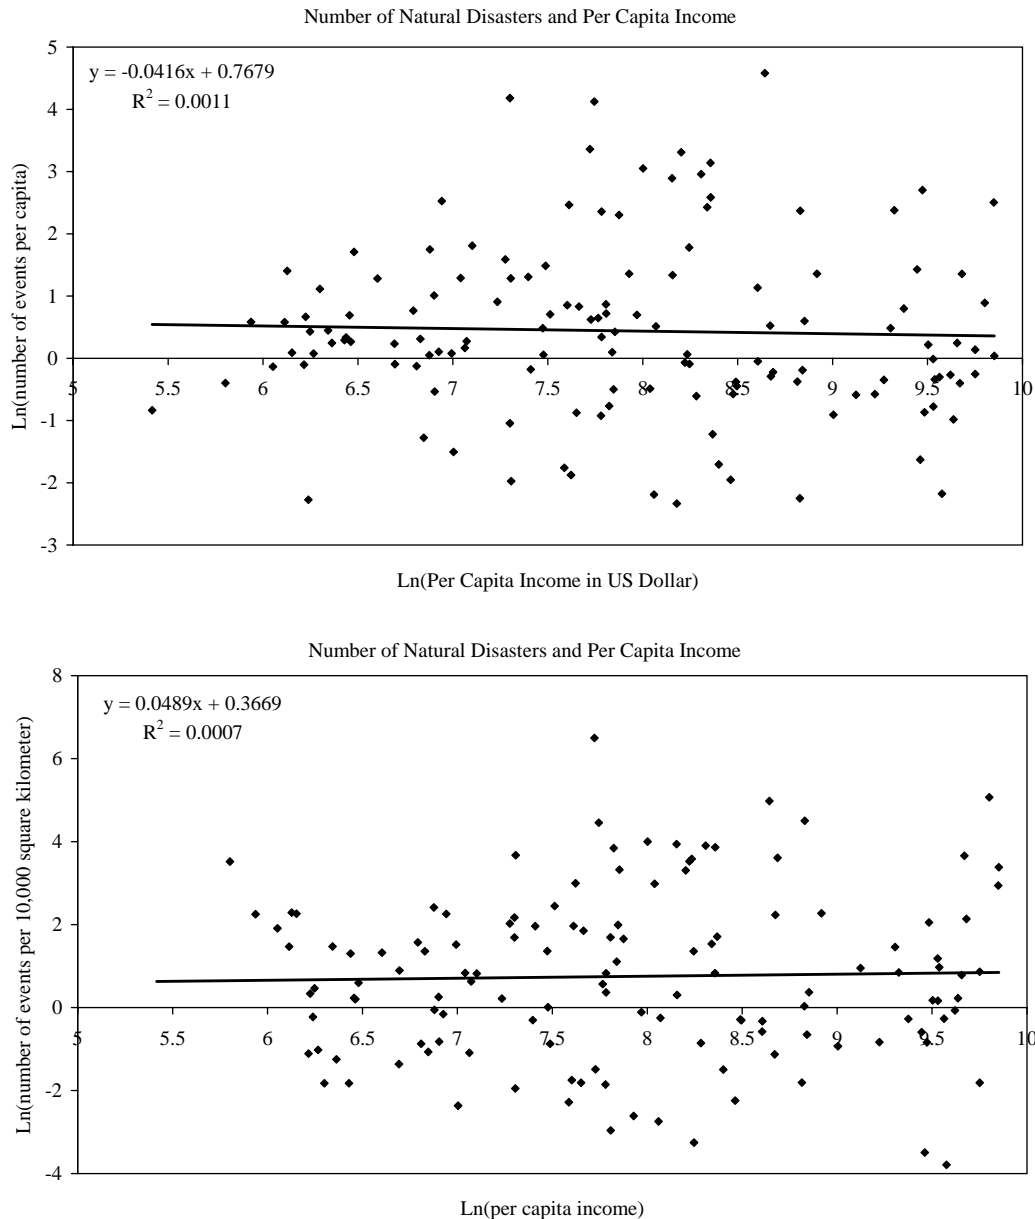 Number of Natural Disasters and Per Capita Income
5
y = -0.0416x + 0.7679
R² = 0.0011
4
3
2
1
0
5 5.5 6 6.5 7 7.5 8 8.5 9 9.5 10
-1
-2
-3
Ln(number of events per capita)
Ln(Per Capita Income in US Dollar)
Number of Natural Disasters and Per Capita Income
8
y = 0.0489x + 0.3669
R² = 0.0007
6
4
2
0
5 5.5 6 6.5 7 7.5 8 8.5 9 9.5 10
-2
-4
Ln(number of events per 10,000 square kilometer)
Ln(per capita income)